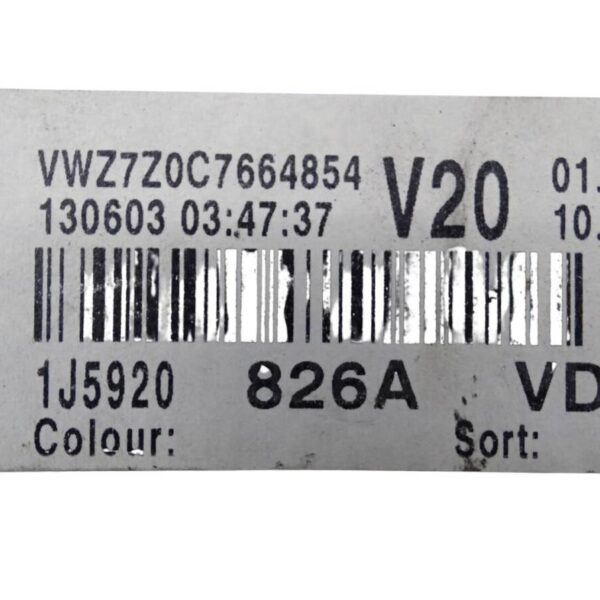 VWZ7Z0C7664854 V20 01.
130603 03:47:37 10.
1J5920 826A VD
Colour: Sort: